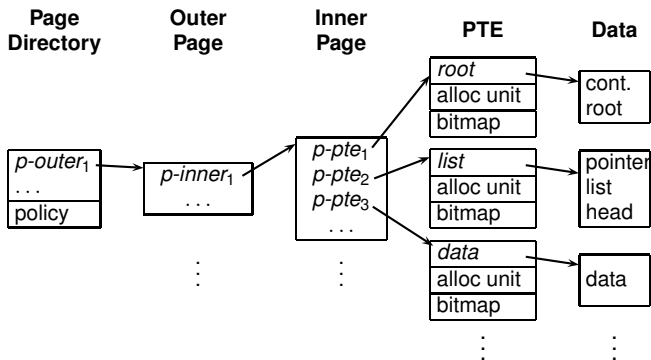 Page Directory
Outer Page
Inner Page
PTE
Data
p-outer1
. . .
policy
p-inner1
. . .
p-pte1
p-pte2
p-pte3
. . .
root
alloc unit
bitmap
list
alloc unit
bitmap
data
alloc unit
bitmap
cont.
root
pointer
list
head
data